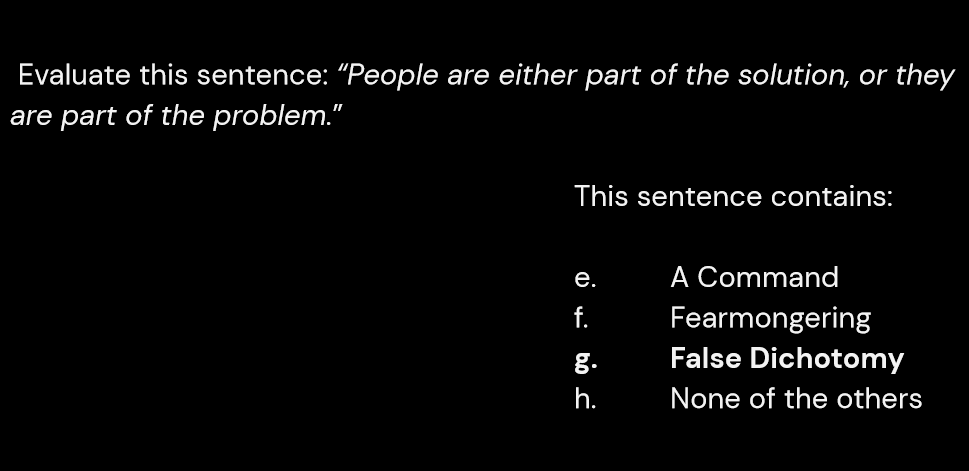 Evaluate this sentence: “People are either part of the solution, or they
are part of the problem.”
This sentence contains:
e. A Command
f. Fearmongering
g. False Dichotomy
h. None of the others